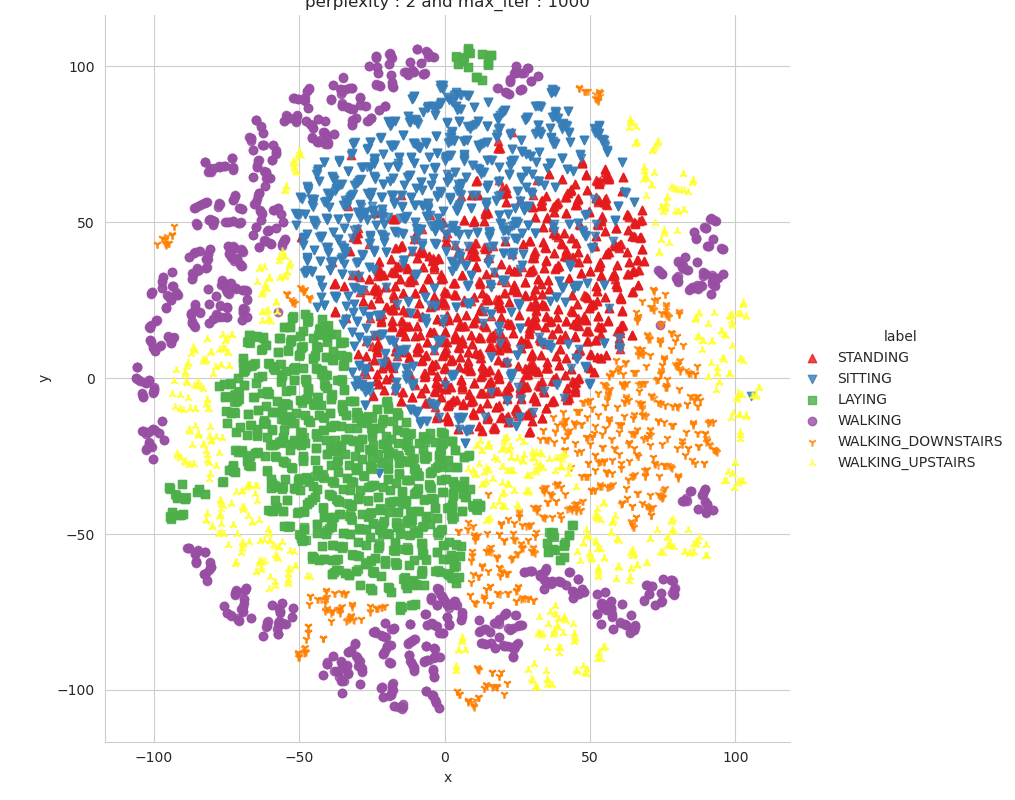 perplexity : 2 and max_iter : 1000
100
50
0
−50
−100
y
−100
−50
0
50
100
x
label
STANDING
SITTING
LAYING
WALKING
WALKING_DOWNSTAIRS
WALKING_UPSTAIRS